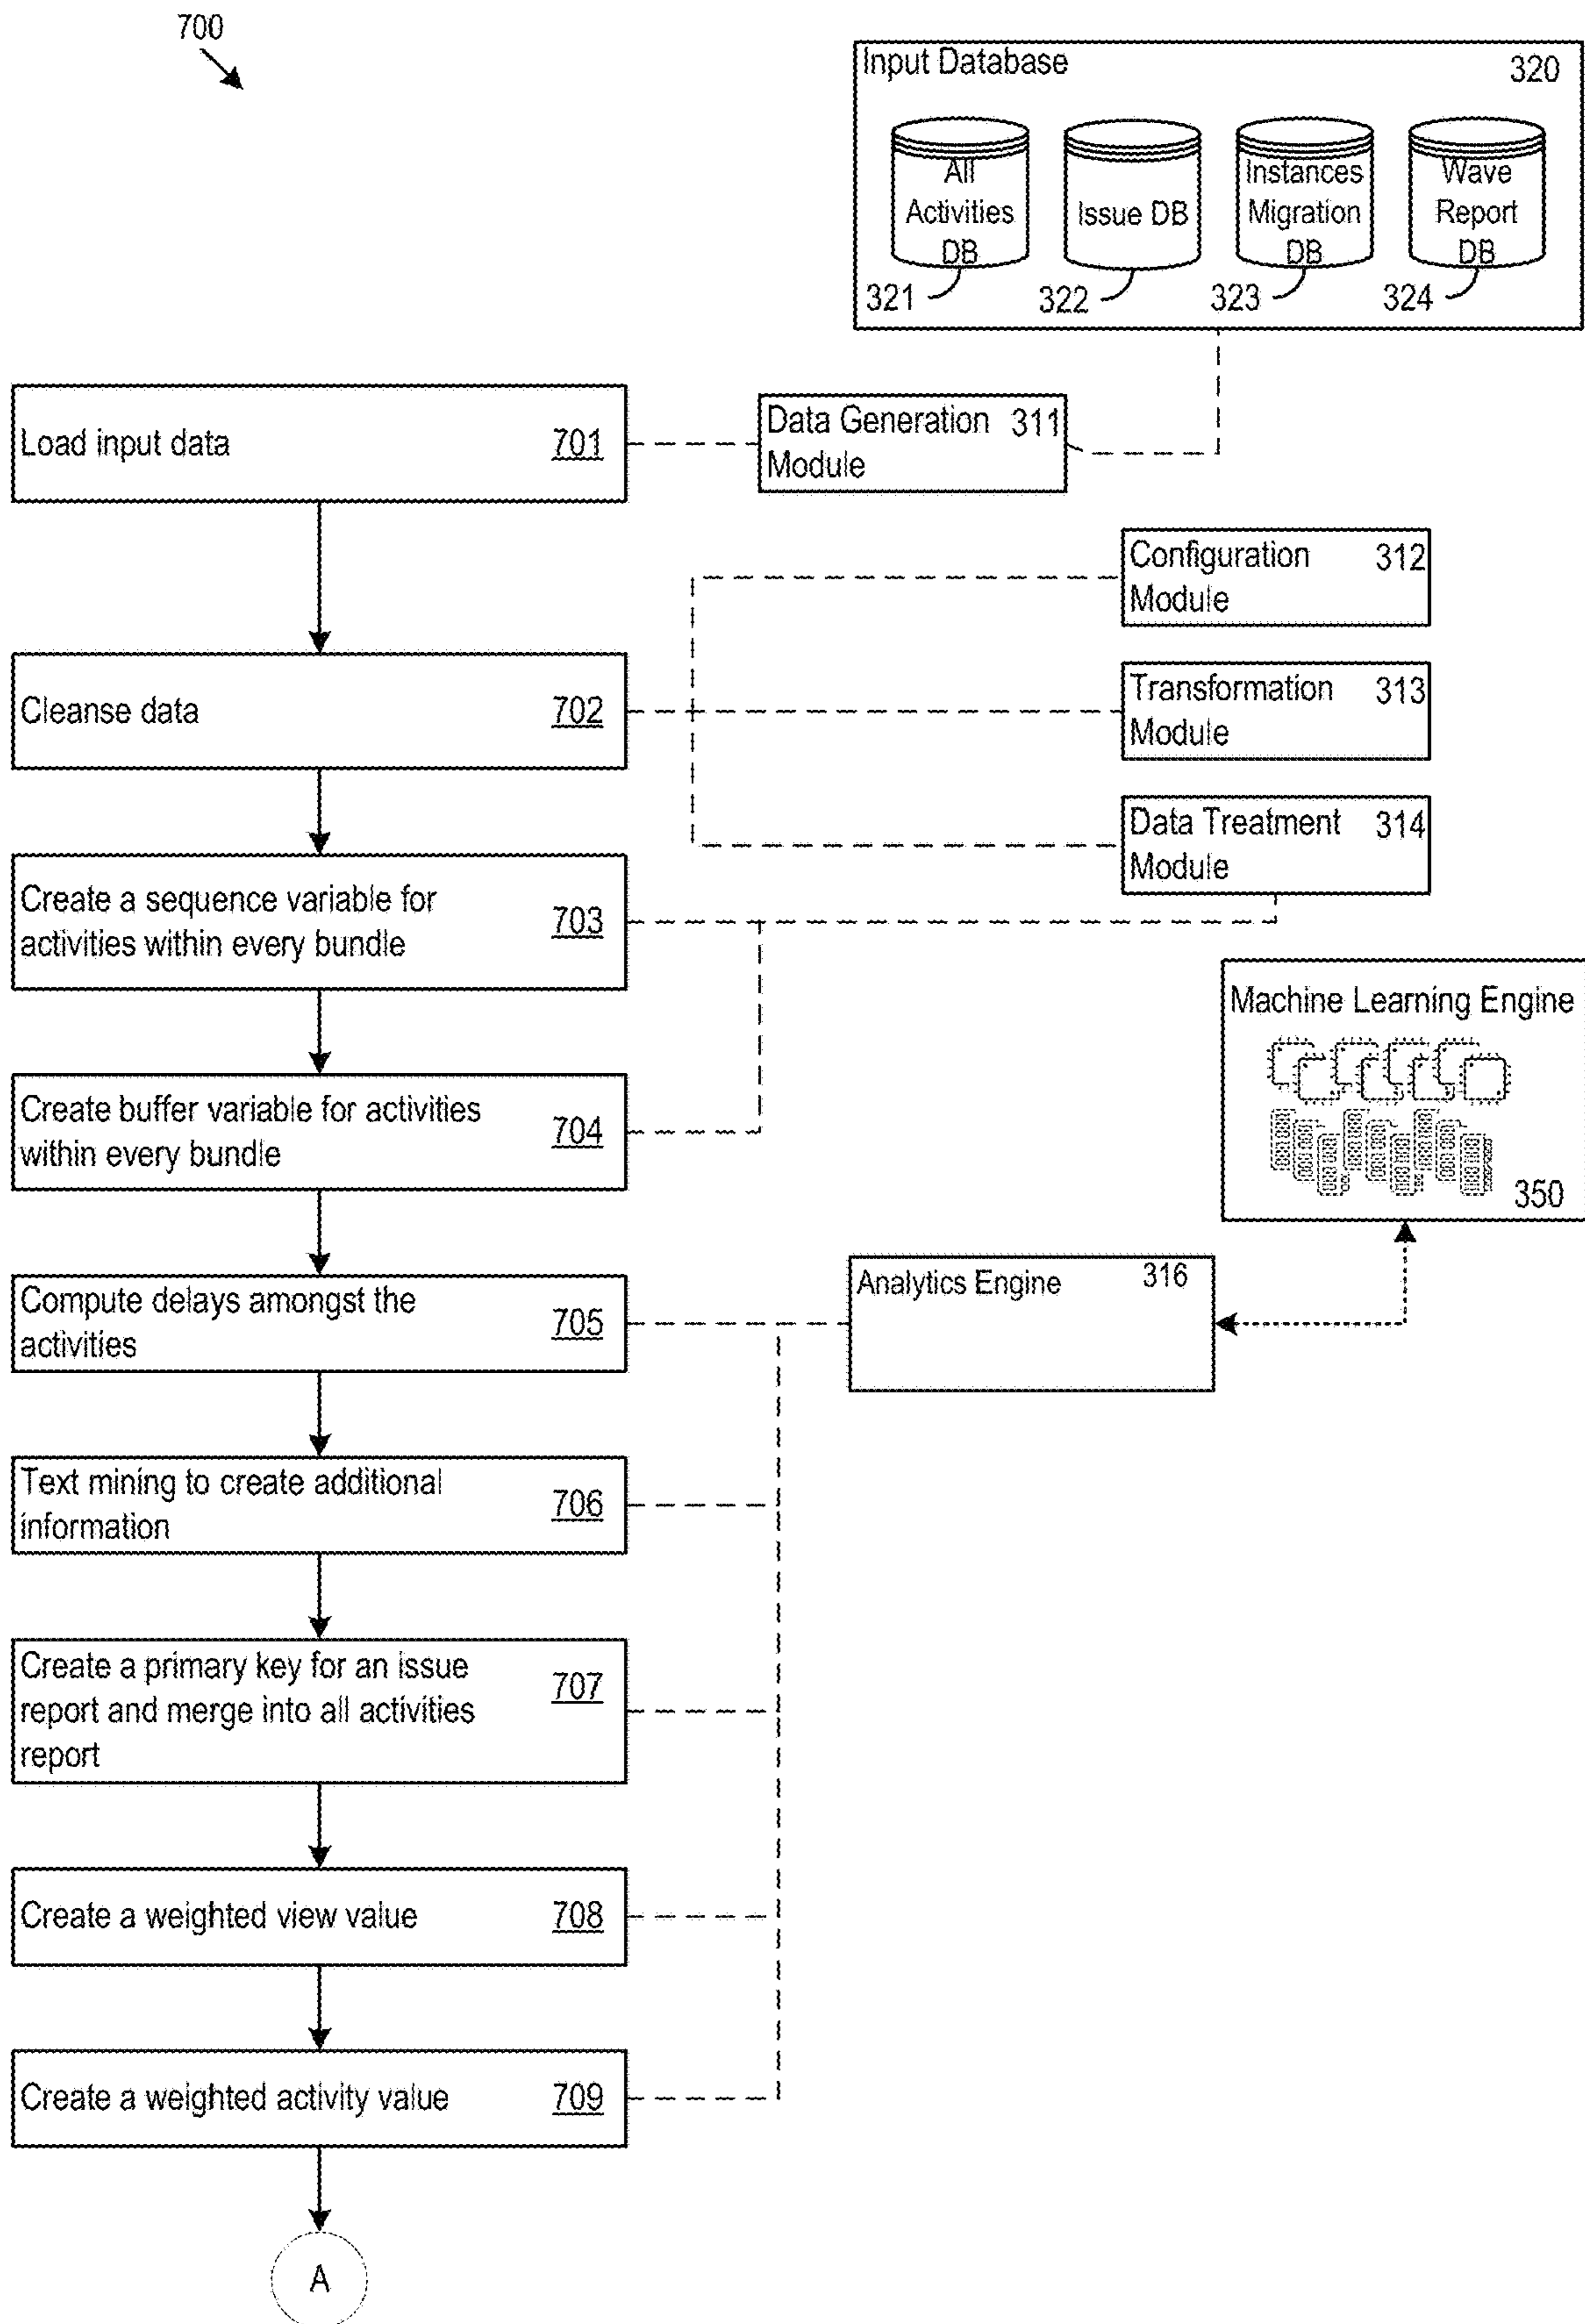 700
Input Database 320
All
Activities
DB
Issue DB
Instances
Migration
DB
Wave
Report
DB
321
322
323
324
Load input data 701
Data Generation 311
Module
Configuration 312
Module
Cleanse data 702
Transformation 313
Module
Data Treatment 314
Module
Create a sequence variable for
activities within every bundle
703
Machine Learning Engine
350
Create buffer variable for activities
within every bundle
704
Compute delays amongst the
activities
705
Analytics Engine 316
Text mining to create additional
information
706
Create a primary key for an issue
report and merge into all activities
report
707
Create a weighted view value 708
Create a weighted activity value 709
A